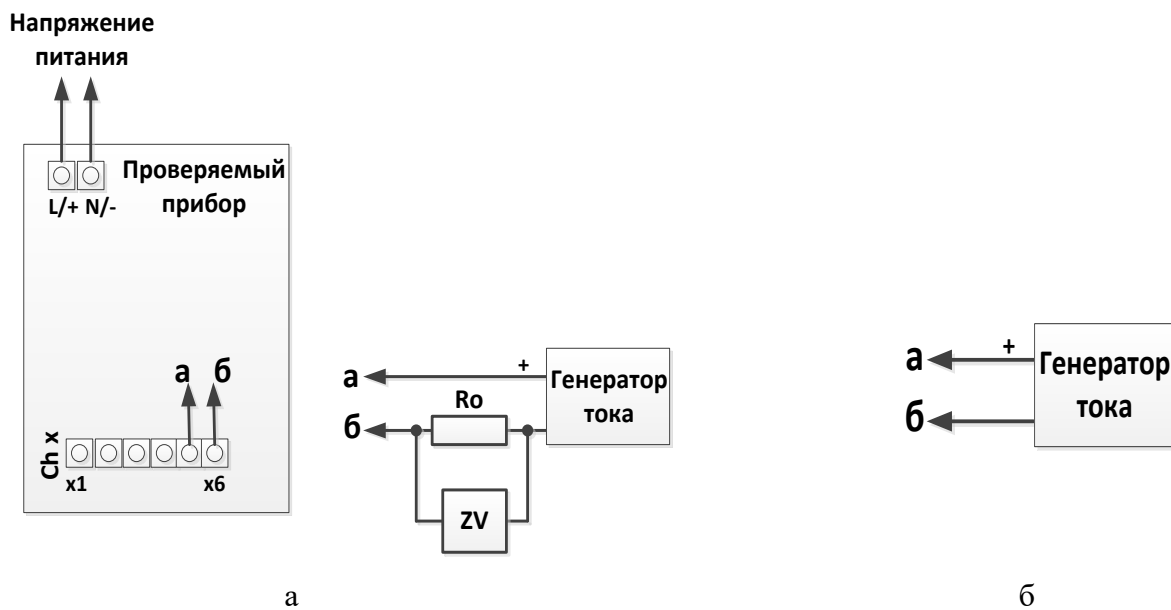 Напряжение
питания
Проверяемый
прибор
L/+ N/-
а б
Ch x
x1 x6
а
б
+
Ro
ZV
Генератор
тока
а
б
+
Генератор
тока
а
б